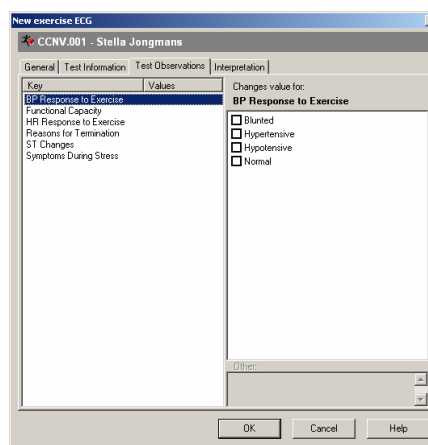 New exercise ECG
CCNV.001 - Stella Jongmans
General Test Information Test Observations Interpretation
Key Values
BP Response to Exercise
Functional Capacity
HR Response to Exercise
Reasons for Termination
ST Changes
Symptoms During Stress
Changes value for:
BP Response to Exercise
Blunted
Hypertensive
Hypotensive
Normal
Other:
OK Cancel Help